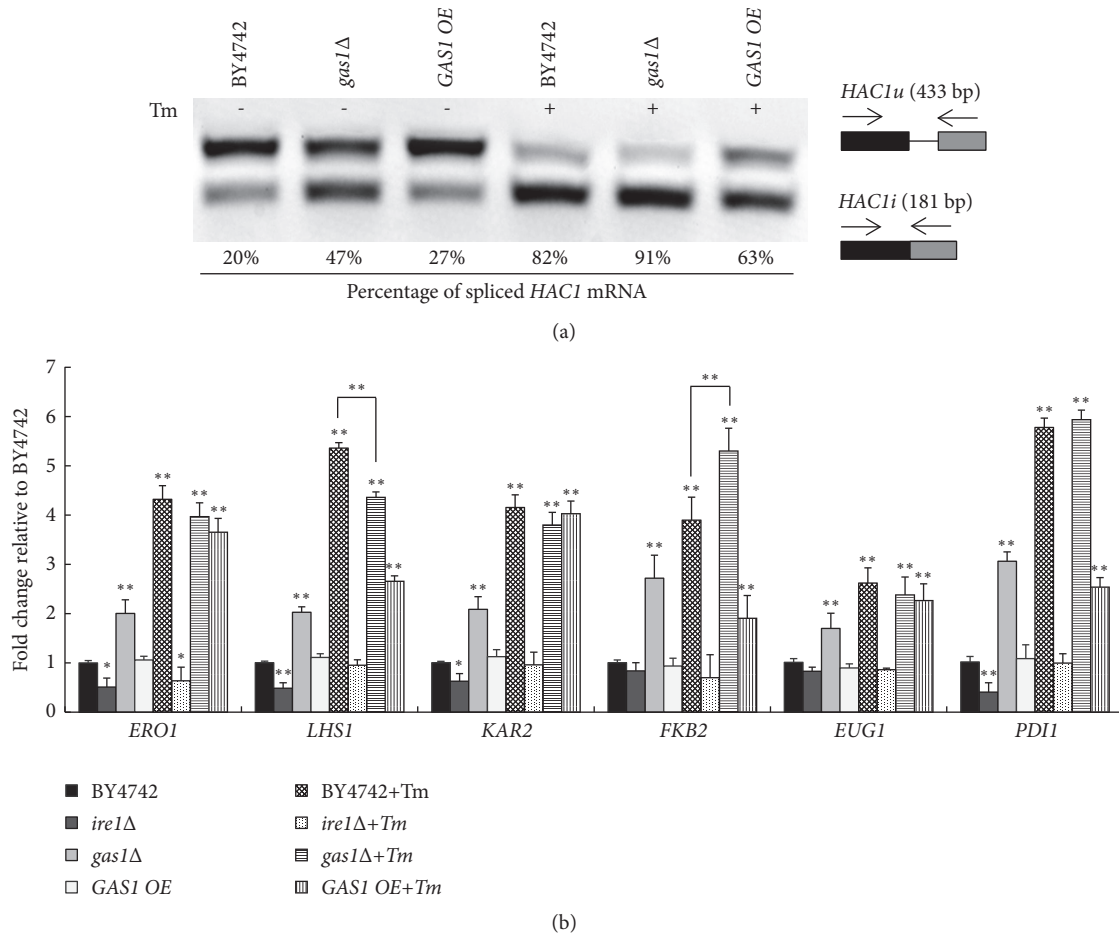 BY4742 gas1Δ GAS1 OE BY4742 gas1Δ GAS1 OE
Tm - - - + + +
HAC1u (433 bp)
HAC1i (181 bp)
20% 47% 27% 82% 91% 63%
Percentage of spliced HAC1 mRNA
(a)
Fold change relative to BY4742
7
6
5
4
3
2
1
0
** ** ** ** ** ** ** ** ** **
** ** ** ** ** ** ** ** ** **
** ** ** ** ** ** **
* ** * **
*
ERO1 LHS1 KAR2 FKB2 EUG1 PDI1
BY4742 BY4742+Tm
ire1Δ ire1Δ+Tm
gas1Δ gas1Δ+Tm
GAS1 OE GAS1 OE+Tm
(b)